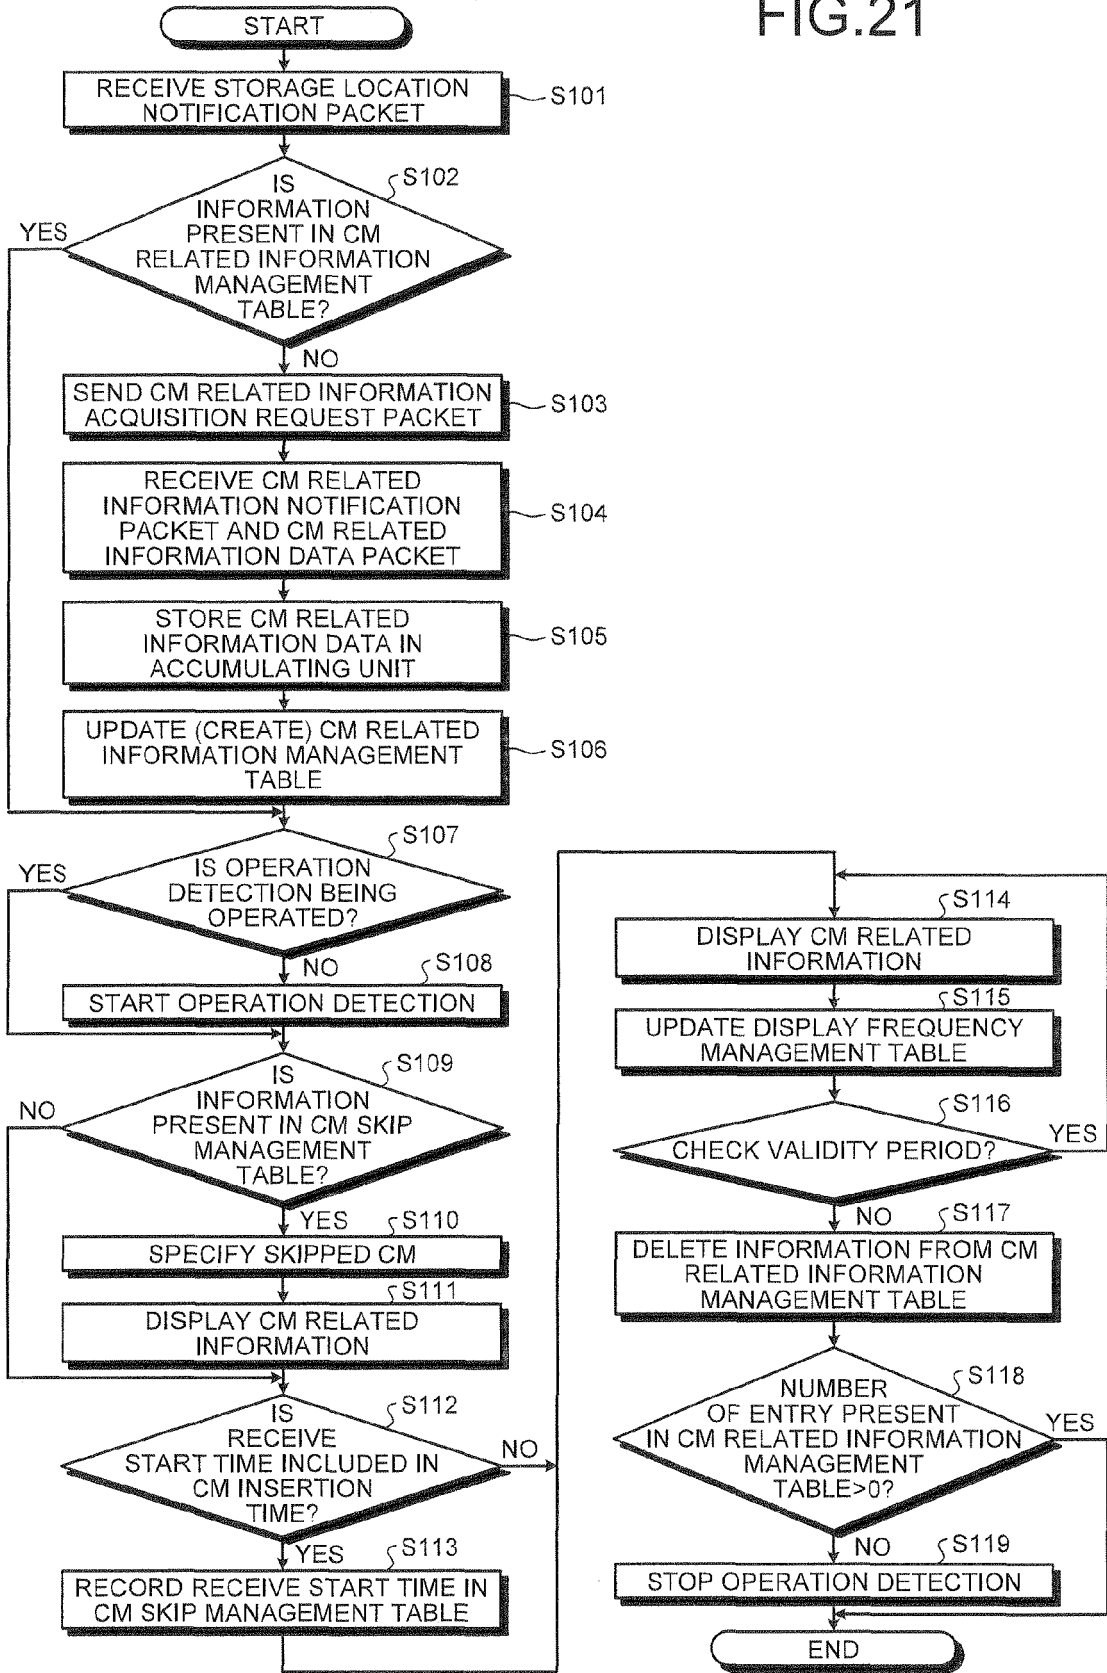 FIG.21
START
RECEIVE STORAGE LOCATION
NOTIFICATION PACKET
S101
S102
IS
INFORMATION
PRESENT IN CM
RELATED INFORMATION
MANAGEMENT
TABLE?
YES
NO
SEND CM RELATED INFORMATION
ACQUISITION REQUEST PACKET
S103
RECEIVE CM RELATED
INFORMATION NOTIFICATION
PACKET AND CM RELATED
INFORMATION DATA PACKET
S104
STORE CM RELATED
INFORMATION DATA IN
ACCUMULATING UNIT
S105
UPDATE (CREATE) CM RELATED
INFORMATION MANAGEMENT
TABLE
S106
S107
IS OPERATION
DETECTION BEING
OPERATED?
YES
NO
S108
START OPERATION DETECTION
S109
IS
INFORMATION
PRESENT IN CM SKIP
MANAGEMENT
TABLE?
NO
YES
S110
SPECIFY SKIPPED CM
S111
DISPLAY CM RELATED
INFORMATION
S112
IS
RECEIVE
START TIME INCLUDED IN
CM INSERTION
TIME?
NO
YES
S113
RECORD RECEIVE START TIME IN
CM SKIP MANAGEMENT TABLE
S114
DISPLAY CM RELATED
INFORMATION
S115
UPDATE DISPLAY FREQUENCY
MANAGEMENT TABLE
S116
CHECK VALIDITY PERIOD?
YES
NO
S117
DELETE INFORMATION FROM CM
RELATED INFORMATION
MANAGEMENT TABLE
S118
NUMBER
OF ENTRY PRESENT
IN CM RELATED INFORMATION
MANAGEMENT
TABLE>0?
YES
NO
S119
STOP OPERATION DETECTION
END